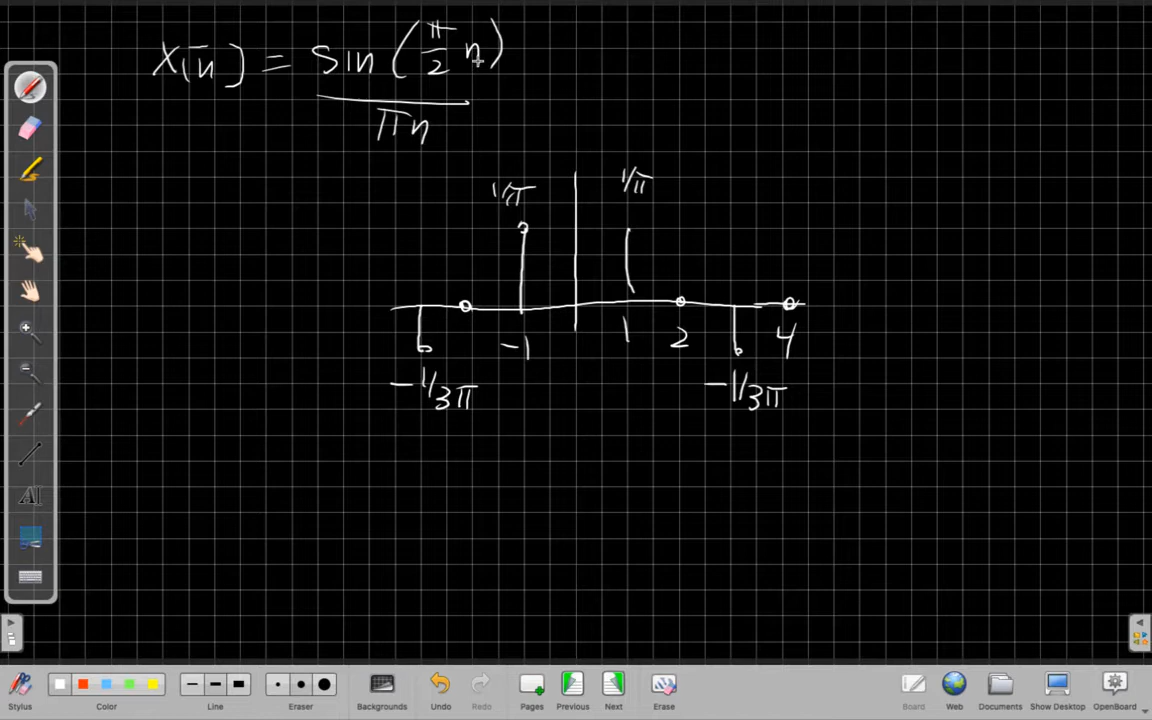 x[n] = sin(π/2 n)
πn
1/π 1/π
-1 1 2 4
-1/3π -1/3π
Stylus Color Line Eraser Backgrounds Undo Redo Pages Previous Next Erase Board Web Documents Show Desktop OpenBoard